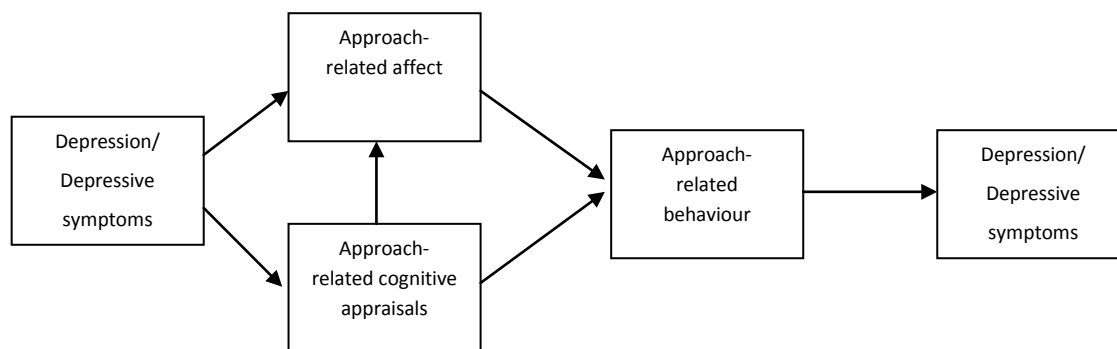 Approach-
related affect
Depression/
Depressive
symptoms
Approach-
related cognitive
appraisals
Approach-
related
behaviour
Depression/
Depressive
symptoms